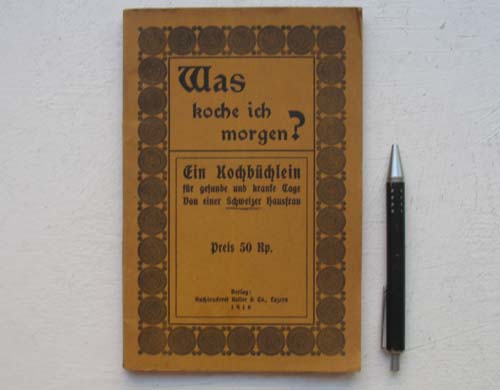 Was
koche ich
morgen?
Ein Kochbüchlein
für gesunde und kranke Tage
Von einer Schweizer Hausfrau
Preis 50 Rp.
Verlag:
Buchdruckerei Keller & Co., Luzern
1916